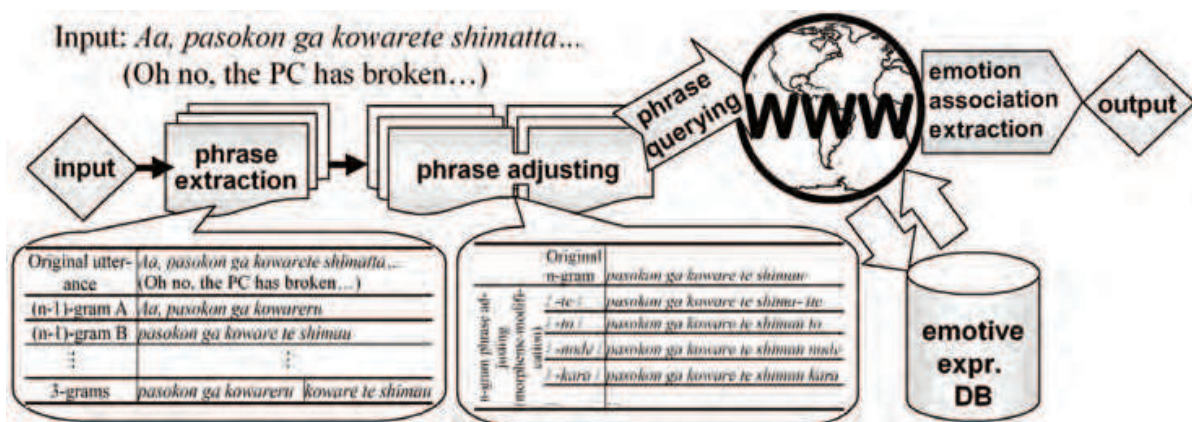 Input: Aa, pasokon ga kowarete shimatta...
(Oh no, the PC has broken...)
input
phrase
extraction
phrase adjusting
phrase
querying
WWW
emotion
association
extraction
output
Original utter-
ance
Aa, pasokon ga kowarete shimatta...
(Oh no, the PC has broken...)
(n-1)-gram A Aa, pasokon ga kowareru
(n-1)-gram B pasokon ga koware te shimau
⋮ ⋮
3-grams pasokon ga kowareru koware te shimau
n-gram phrase ad-
justing
(morpheme-modifi-
cation)
Original
n-gram pasokon ga koware te shimau
/ -te / pasokon ga koware te shima- tte
/ -to / pasokon ga koware te shimau to
/ -node / pasokon ga koware te shimau node
/ -kara / pasokon ga koware te shimau kara
emotive
expr.
DB